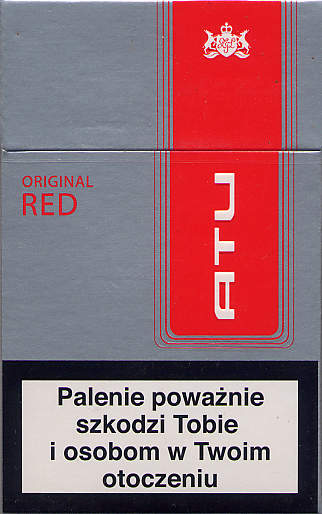 ORIGINAL
RED
ATU
Palenie poważnie
szkodzi Tobie
i osobom w Twoim
otoczeniu